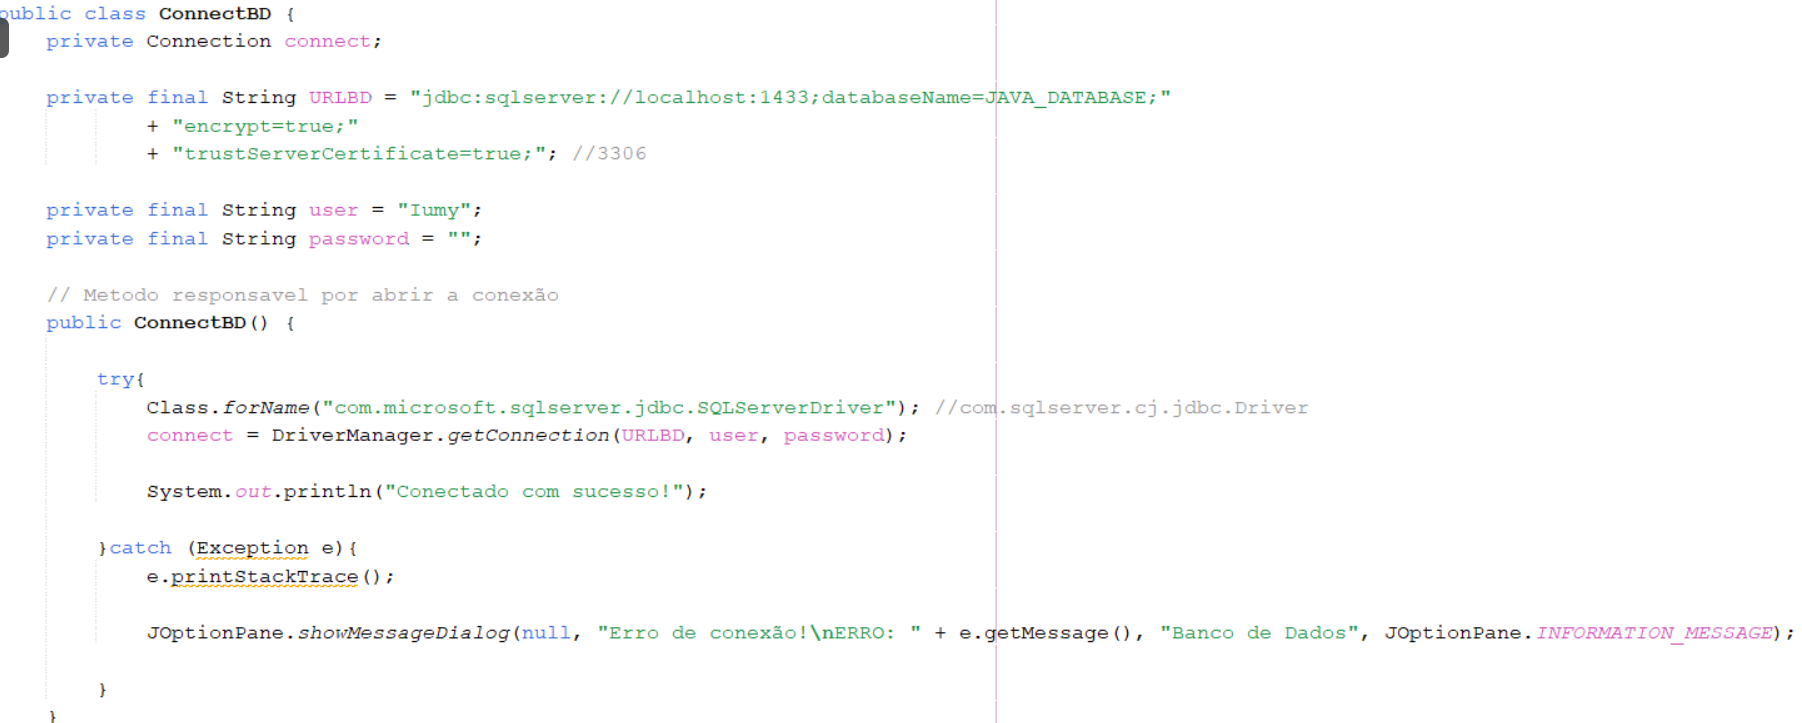 public class ConnectBD {
private Connection connect;
private final String URLBD = "jdbc:sqlserver://localhost:1433;databaseName=JAVA_DATABASE;"
+ "encrypt=true;"
+ "trustServerCertificate=true;"; //3306
private final String user = "Iumy";
private final String password = "";
// Metodo responsavel por abrir a conexão
public ConnectBD() {
try{
Class.forName("com.microsoft.sqlserver.jdbc.SQLServerDriver"); //com.sqlserver.cj.jdbc.Driver
connect = DriverManager.getConnection(URLBD, user, password);
System.out.println("Conectado com sucesso!");
}catch (Exception e){
e.printStackTrace();
JOptionPane.showMessageDialog(null, "Erro de conexão!\nERRO: " + e.getMessage(), "Banco de Dados", JOptionPane.INFORMATION_MESSAGE);
}
}